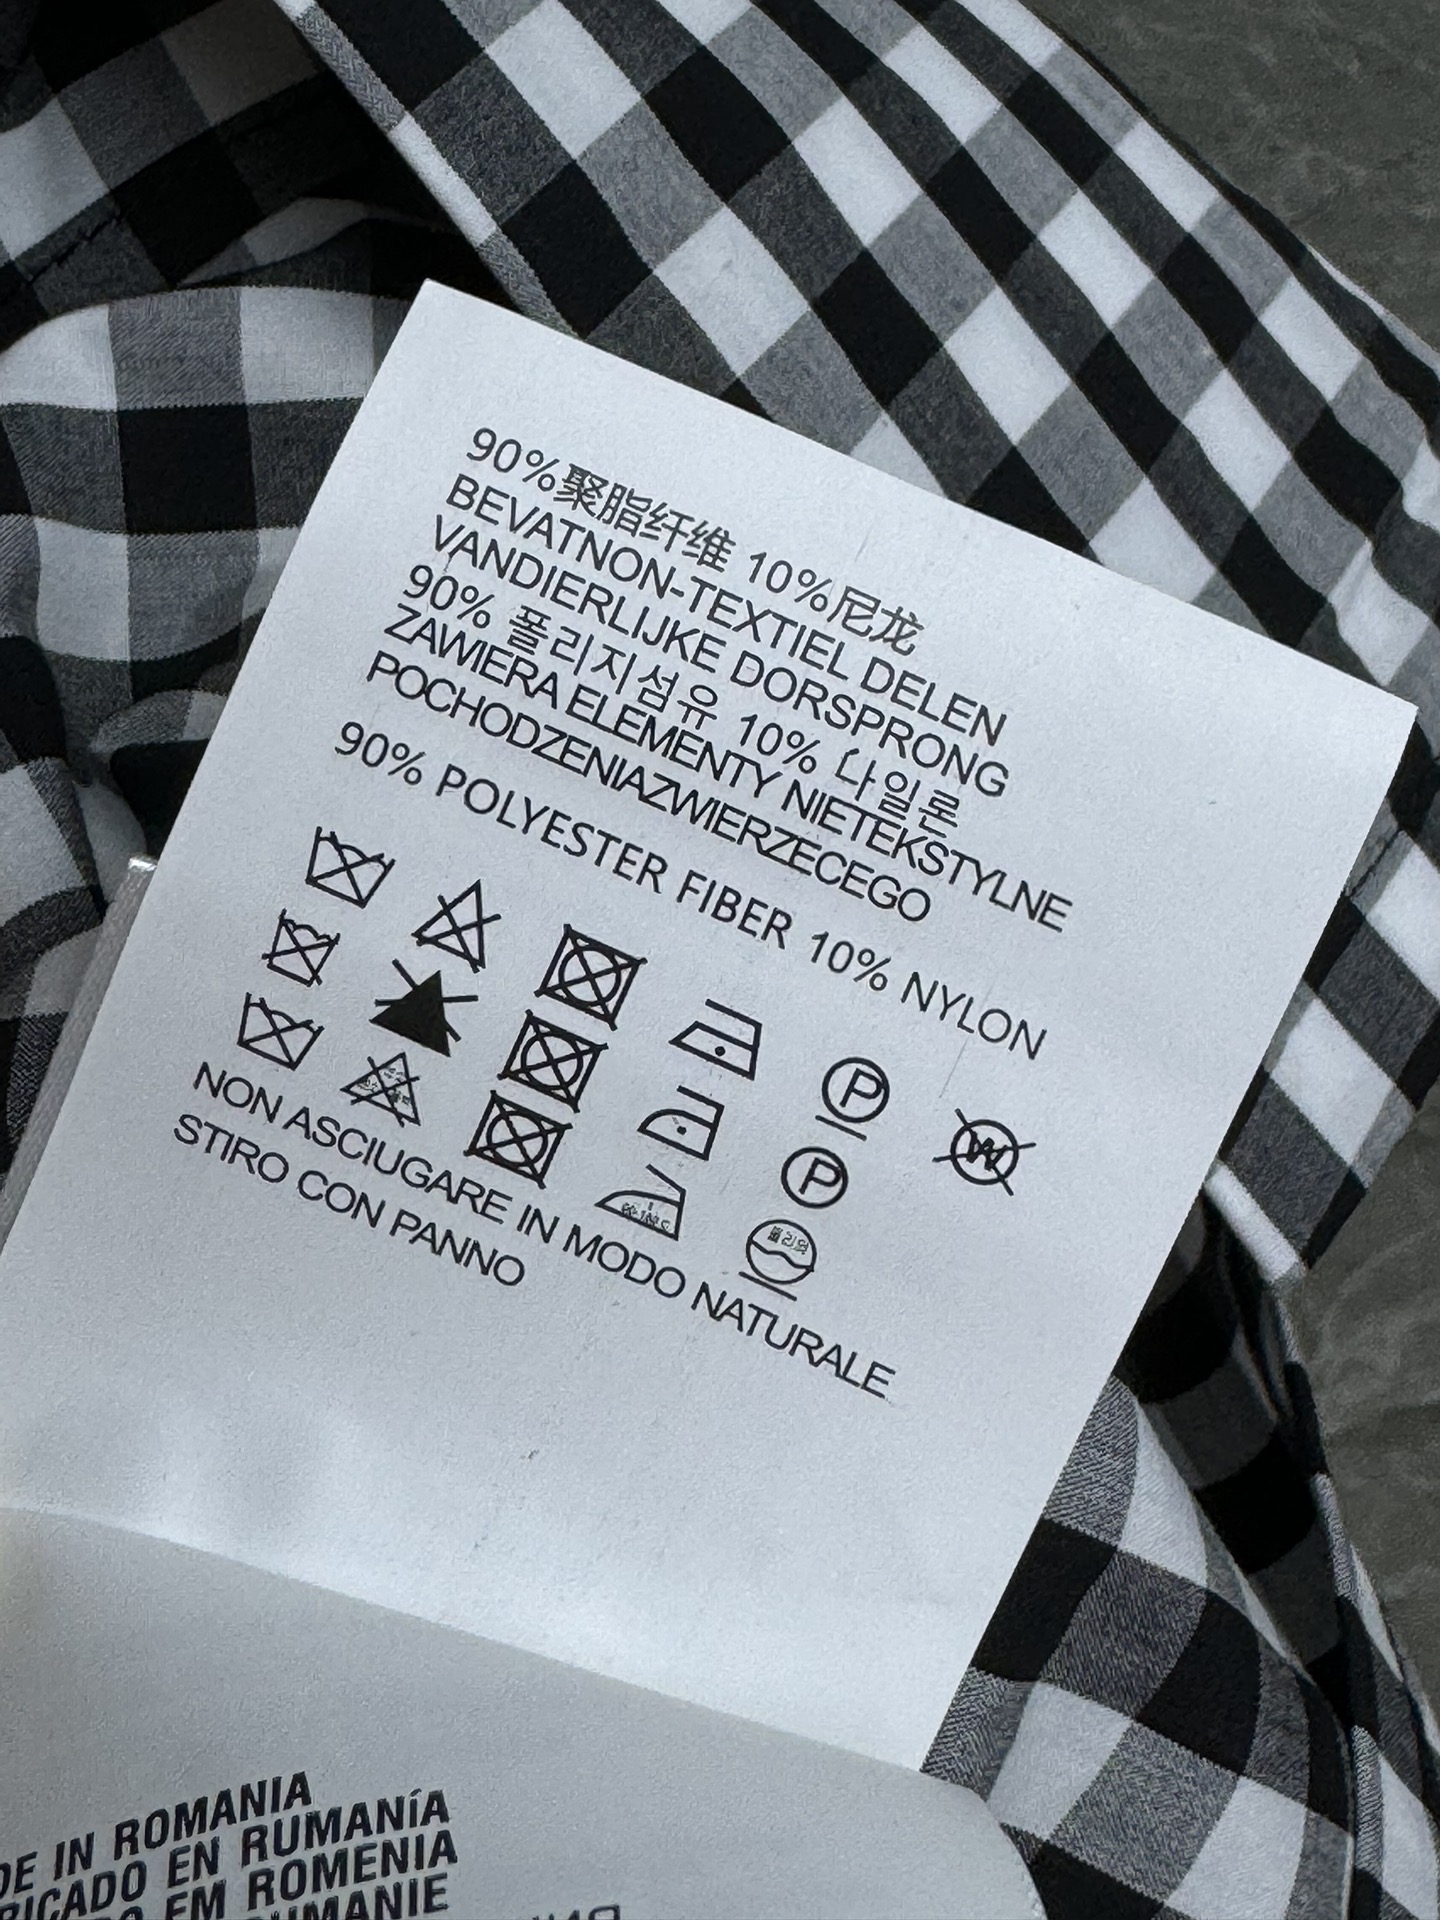 90%聚脂纤维 10%尼龙
BEVATNON-TEXTIEL DELEN
VANDIERLIJKE DORSPRONG
90% 폴리지섬유 10% 나일론
ZAWIERA ELEMENTY NIETEKSTYLNE
POCHODZENIAZWIERZECEGO
90% POLYESTER FIBER 10% NYLON
P W
P
NON ASCIUGARE IN MODO NATURALE
STIRO CON PANNO
DE IN ROMANIA
RICADO EN RUMANÍA
EM ROMENIA